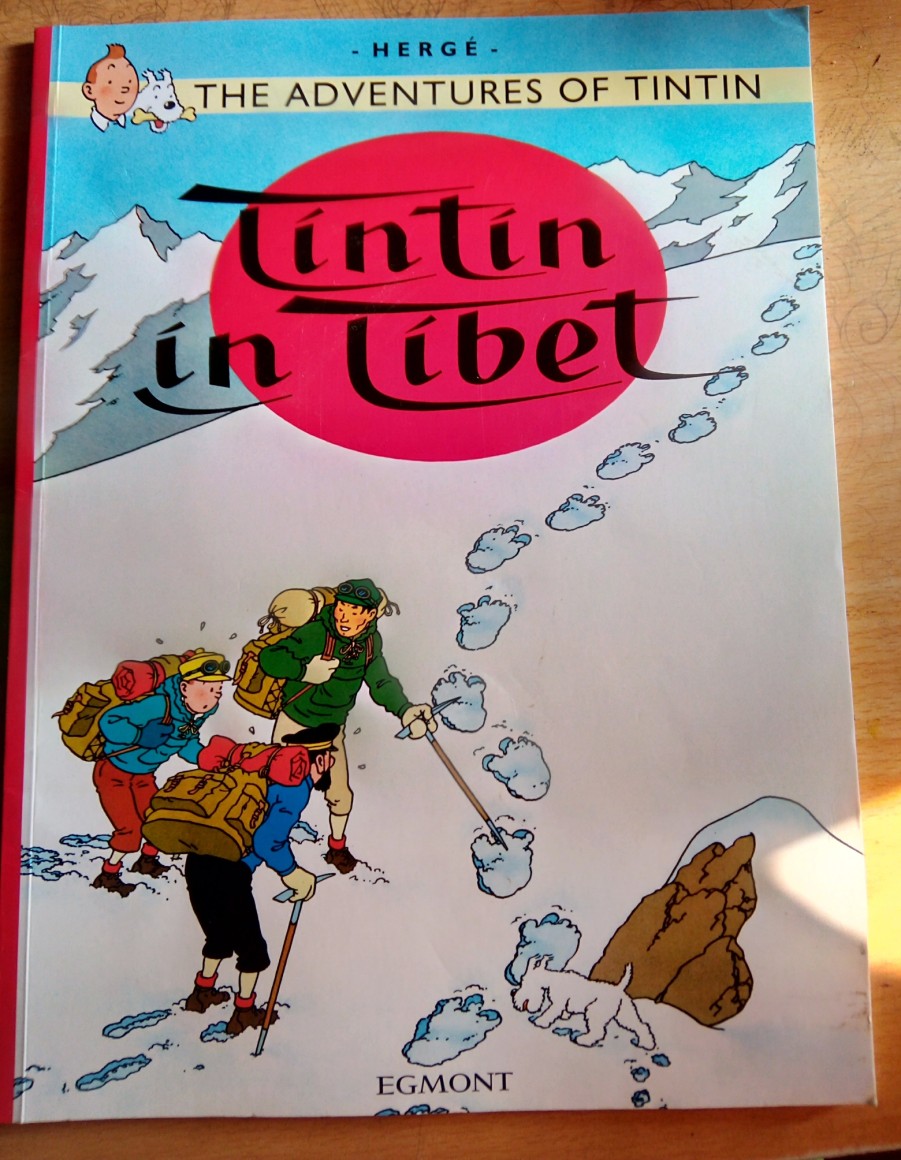 - HERGÉ -
THE ADVENTURES OF TINTIN
Tintin
in Tibet
EGMONT